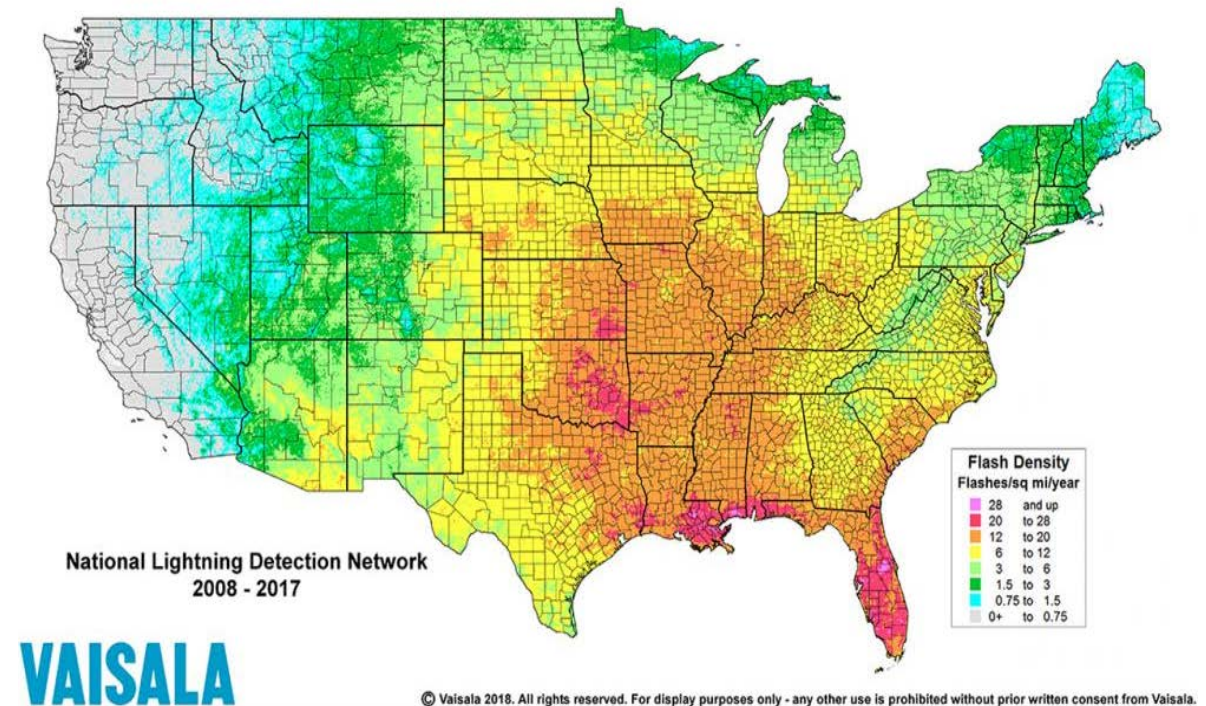 Flash Density
Flashes/sq mi/year
28 and up
20 to 28
12 to 20
6 to 12
3 to 6
1.5 to 3
0.75 to 1.5
0+ to 0.75
National Lightning Detection Network
2008 - 2017
VAISALA
© Vaisala 2018. All rights reserved. For display purposes only - any other use is prohibited without prior written consent from Vaisala.